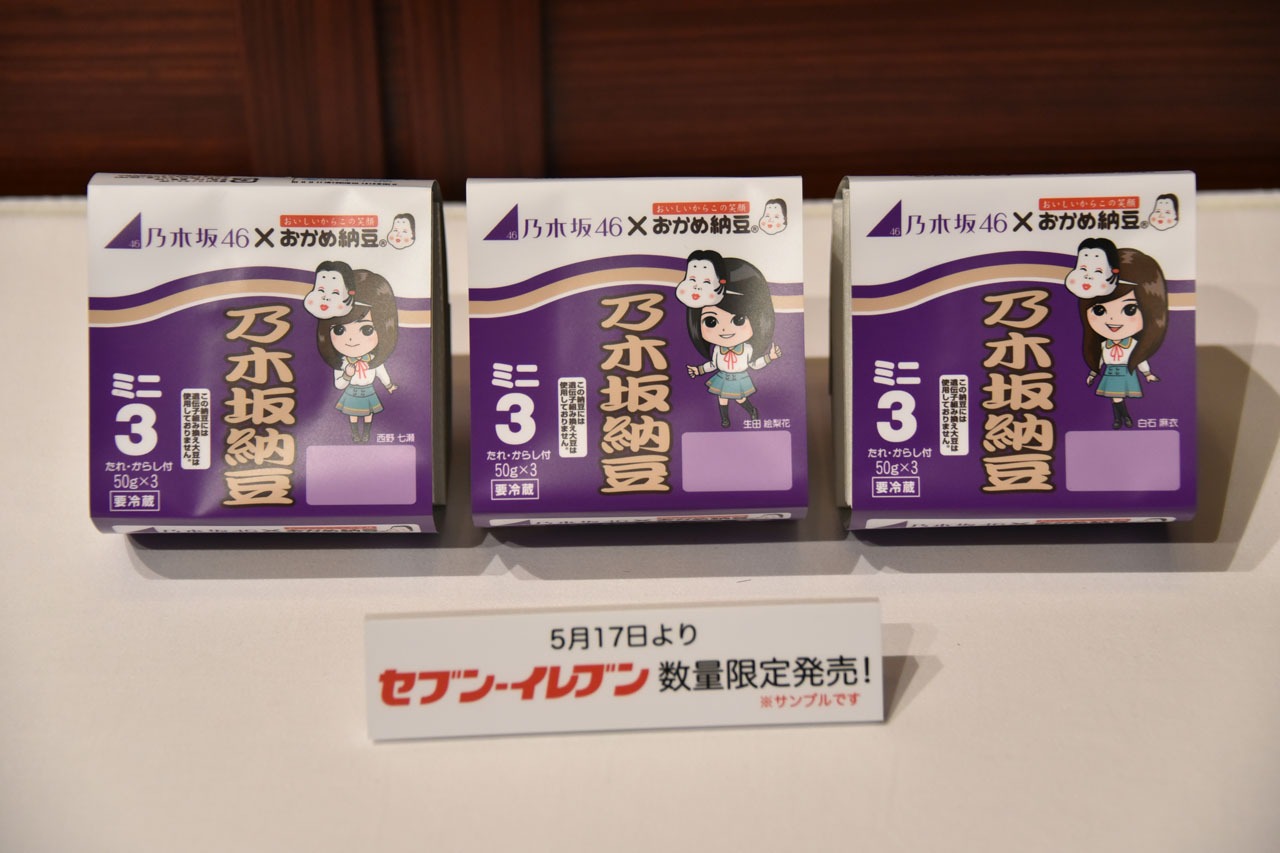 46 乃木坂46×おかめ納豆®
おいしいからこの笑顔
乃木坂納豆
ミニ
3
たれ・からし付
50g×3
要冷蔵
この納豆には
遺伝子組み換え大豆は
使用しておりません。
西野 七瀬
46 乃木坂46×おかめ納豆®
おいしいからこの笑顔
乃木坂納豆
ミニ
3
たれ・からし付
50g×3
要冷蔵
この納豆には
遺伝子組み換え大豆は
使用しておりません。
生田 絵梨花
46 乃木坂46×おかめ納豆®
おいしいからこの笑顔
乃木坂納豆
ミニ
3
たれ・からし付
50g×3
要冷蔵
この納豆には
遺伝子組み換え大豆は
使用しておりません。
白石 麻衣
5月17日より
セブン-イレブン 数量限定発売!
※サンプルです